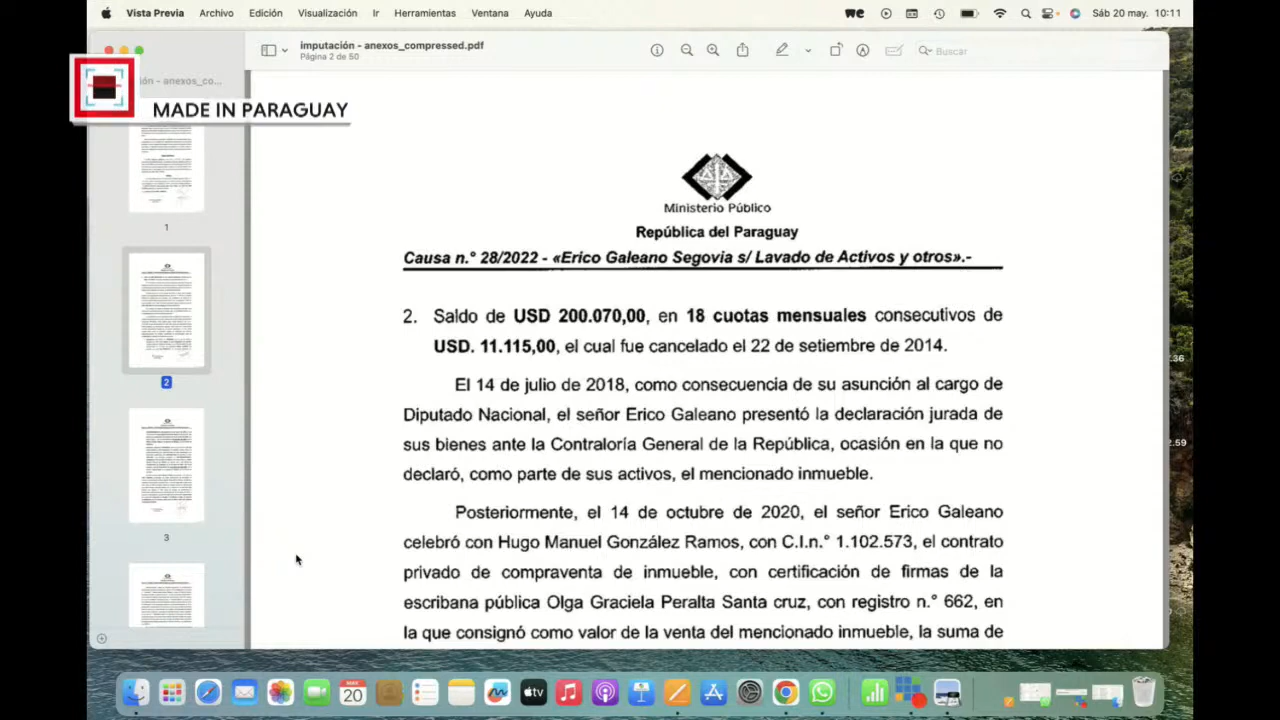 Vista Previa Archivo Edición Visualización Ir Herramientas Ventana Ayuda Sáb 20 may. 10:11
imputación - anexos_compressed.pdf
Página 2 de 50
Buscar
ión - anexos_co...
MADE IN PARAGUAY
Ministerio Público
República del Paraguay
Causa n.° 28/2022 - «Erico Galeano Segovia s/ Lavado de Activos y otros».-
2. Saldo de USD 200.070,00, en 18 cuotas mensuales consecutivos de
USD. 11.115,00, el cual fue cancelado el 22 de setiembre de 2014.
El 14 de julio de 2018, como consecuencia de su asunción al cargo de
Diputado Nacional, el señor Erico Galeano presentó la declaración jurada de
sus bienes ante la Contraloría General de la Republica, ocasión en la que no
declaró, como parte de sus activos, el mencionado inmueble.
Posteriormente, el 14 de octubre de 2020, el señor Erico Galeano
celebró con Hugo Manuel González Ramos, con C.I.n.° 1.102.573, el contrato
privado de compraventa de inmueble, con certificación de firmas de la
escribana pública Olga Graciela Peralta Santa cruz, con registro n.° 662, en
la que consignó como valor de la venta del mencionado inmueble, la suma de
1
2
3
.36
2.59
MAY
20
tv